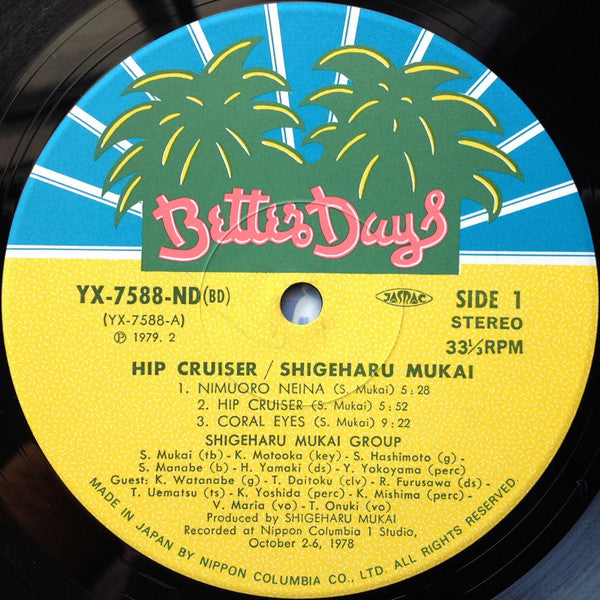 Better Days
YX-7588-ND(BD)
(YX-7588-A)
Ⓟ 1979. 2
JASRAC
SIDE 1
STEREO
33⅓RPM
HIP CRUISER / SHIGEHARU MUKAI
1. NIMUORO NEINA (S. Mukai) 5:28
2. HIP CRUISER (S. Mukai) 5:52
3. CORAL EYES (S. Mukai) 9:22
SHIGEHARU MUKAI GROUP
S. Mukai (tb) - K. Motooka (key) - S. Hashimoto (g) -
S. Manabe (b) - H. Yamaki (ds) - Y. Yokoyama (perc)
Guest: K. Watanabe (g) - T. Daitoku (clv) - R. Furusawa (ds) -
T. Uematsu (ts) - K. Yoshida (perc) - K. Mishima (perc) -
V. Maria (vo) - T. Onuki (vo)
Produced by SHIGEHARU MUKAI
Recorded at Nippon Columbia 1 Studio,
October 2-6, 1978
MADE IN JAPAN BY NIPPON COLUMBIA CO., LTD. ALL RIGHTS RESERVED.